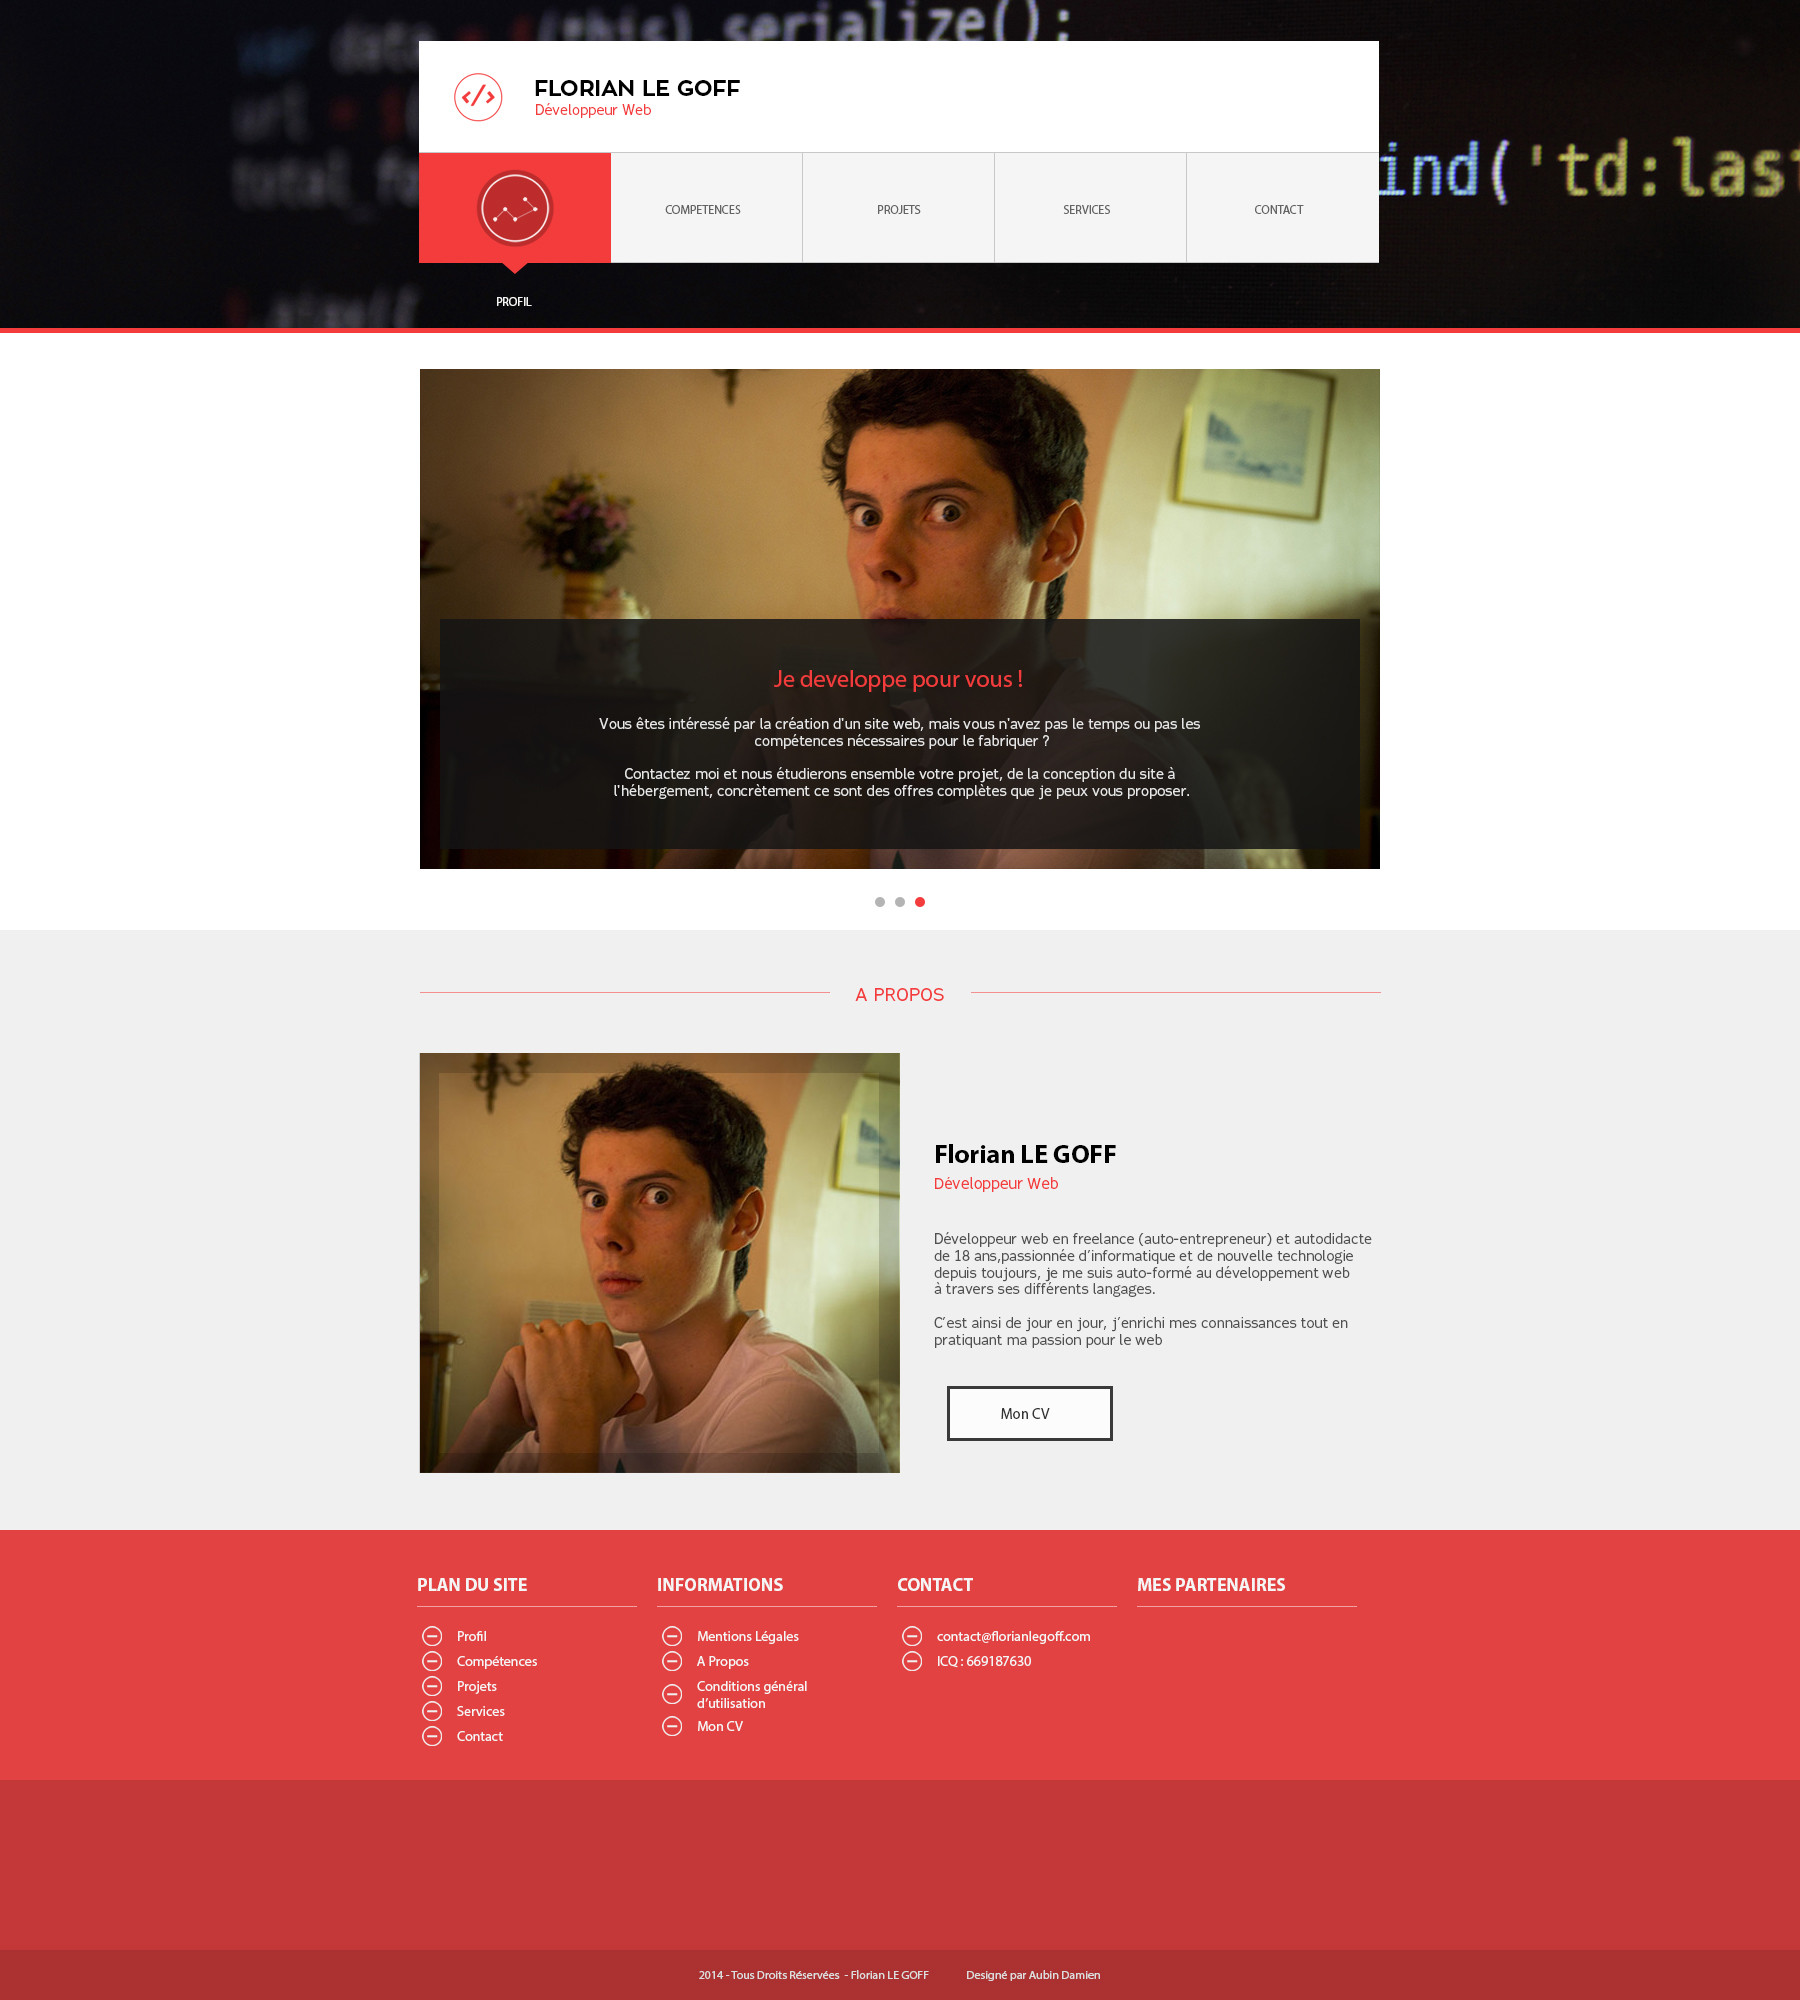 var data = $(this).serialize();
url = $(
total_fo
ind('td:last
FLORIAN LE GOFF
Développeur Web
COMPETENCES
PROJETS
SERVICES
CONTACT
PROFIL
Je developpe pour vous !
Vous êtes intéressé par la création d'un site web, mais vous n'avez pas le temps ou pas les
compétences nécessaires pour le fabriquer ?
Contactez moi et nous étudierons ensemble votre projet, de la conception du site à
l'hébergement, concrètement ce sont des offres complètes que je peux vous proposer.
A PROPOS
Florian LE GOFF
Développeur Web
Développeur web en freelance (auto-entrepreneur) et autodidacte
de 18 ans,passionnée d’informatique et de nouvelle technologie
depuis toujours, je me suis auto-formé au développement web
à travers ses différents langages.
C’est ainsi de jour en jour, j’enrichi mes connaissances tout en
pratiquant ma passion pour le web
Mon CV
PLAN DU SITE
Profil
Compétences
Projets
Services
Contact
INFORMATIONS
Mentions Légales
A Propos
Conditions général
d’utilisation
Mon CV
CONTACT
contact@florianlegoff.com
ICQ : 669187630
MES PARTENAIRES
2014 - Tous Droits Réservées - Florian LE GOFF
Designé par Aubin Damien